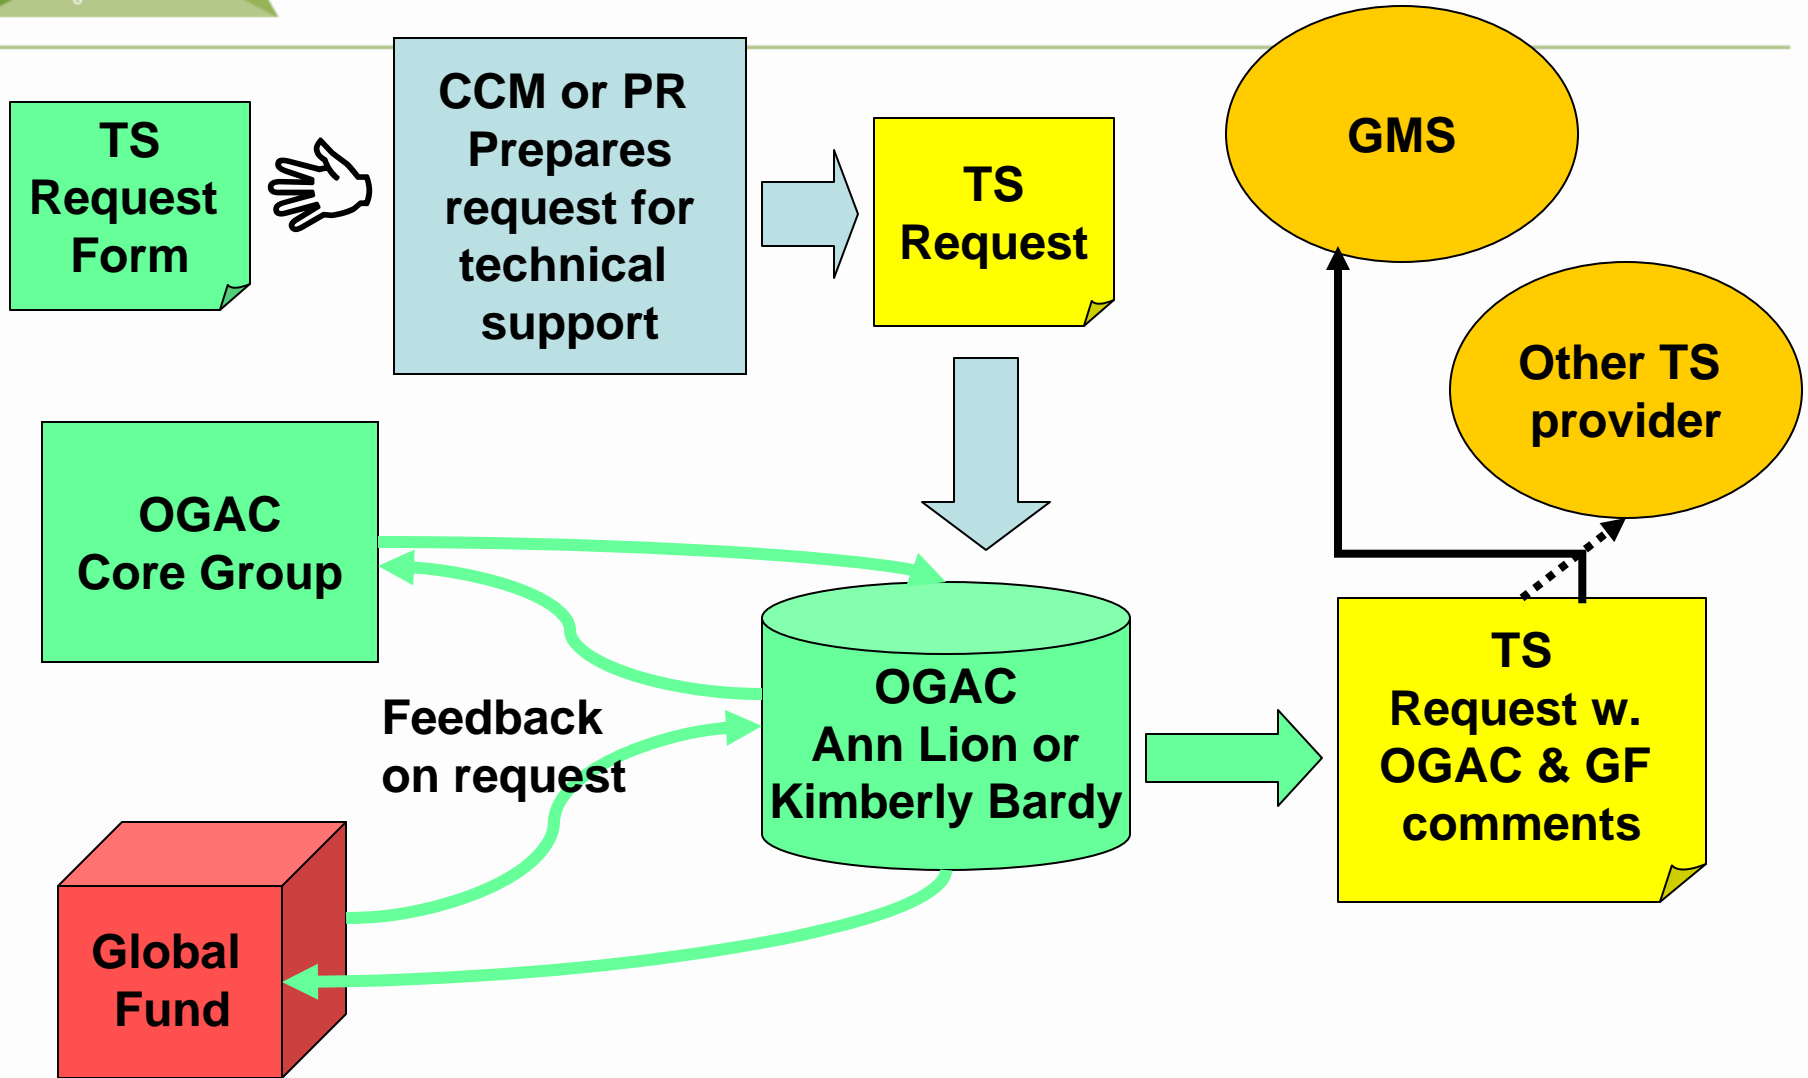 TS
Request
Form
CCM or PR
Prepares
request for
technical
support
TS
Request
GMS
Other TS
provider
OGAC
Core Group
Feedback
on request
OGAC
Ann Lion or
Kimberly Bardy
TS
Request w.
OGAC & GF
comments
Global
Fund